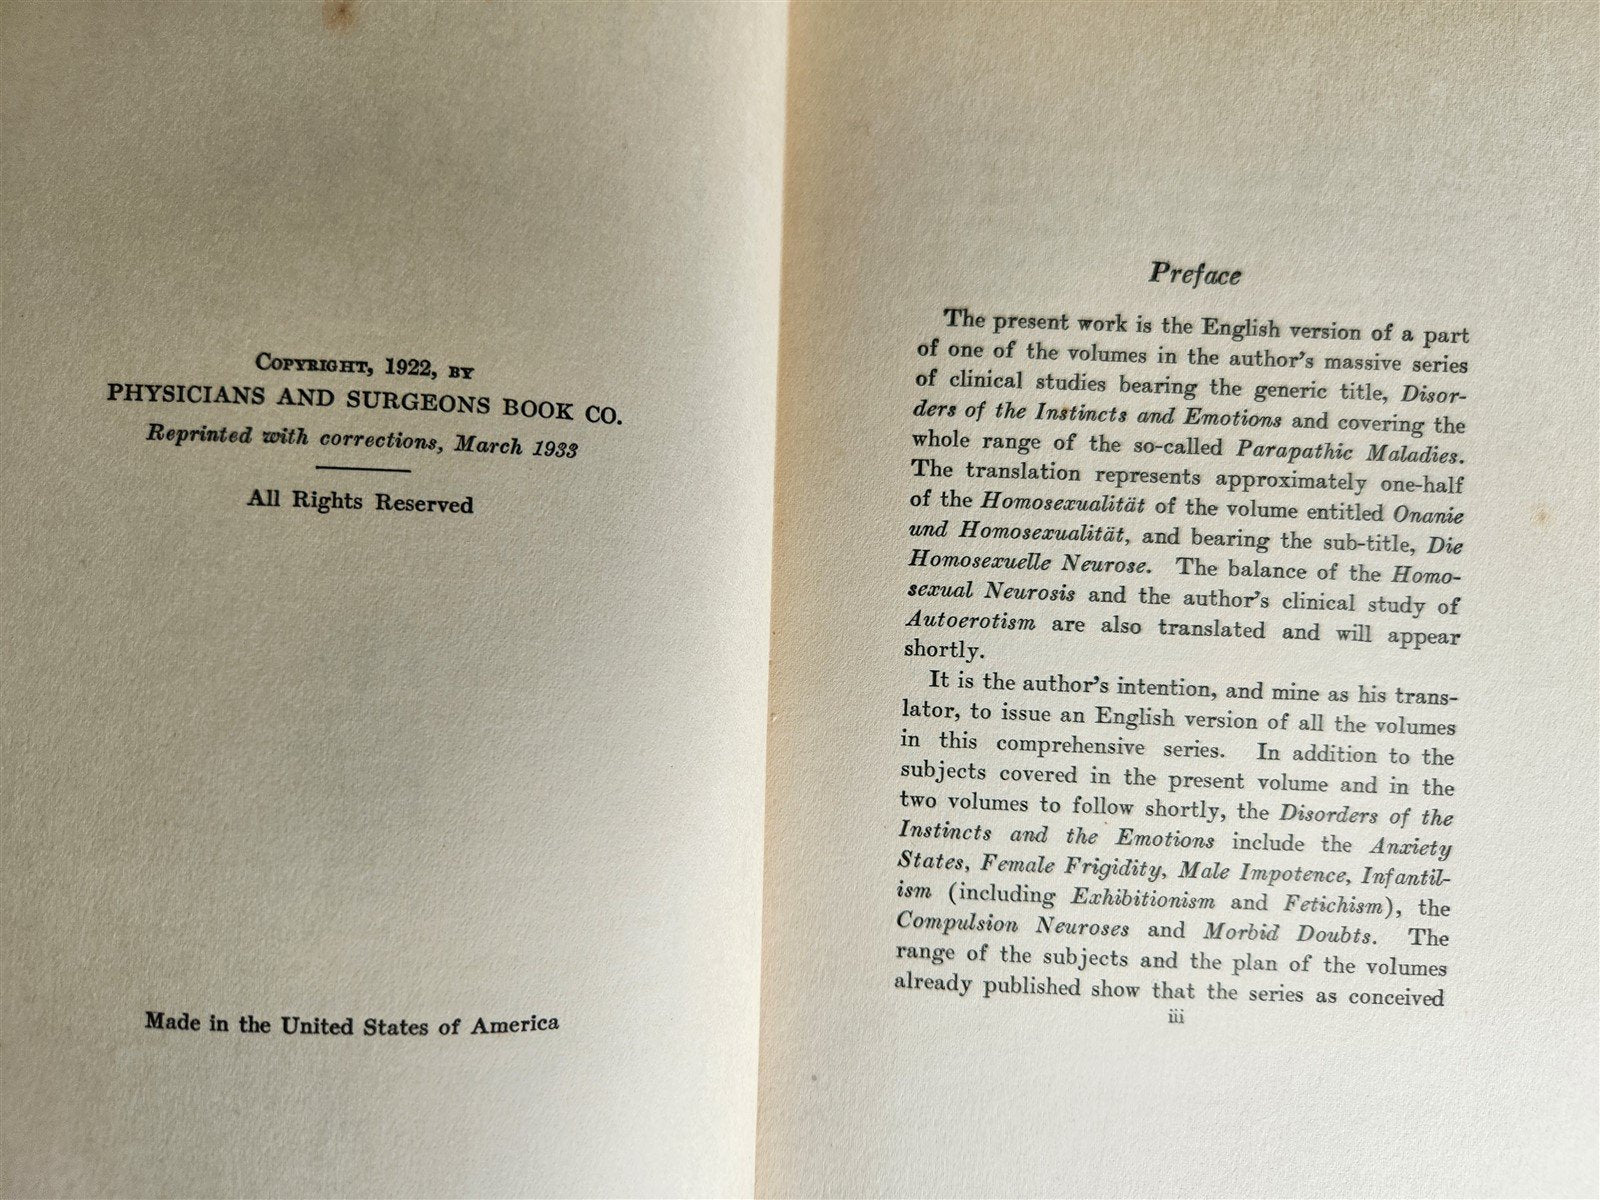 COPYRIGHT, 1922, BY
PHYSICIANS AND SURGEONS BOOK CO.
Reprinted with corrections, March 1933
All Rights Reserved
Made in the United States of America
Preface
The present work is the English version of a part
of one of the volumes in the author's massive series
of clinical studies bearing the generic title, Disor-
ders of the Instincts and Emotions and covering the
whole range of the so-called Parapathic Maladies.
The translation represents approximately one-half
of the Homosexualität of the volume entitled Onanie
und Homosexualität, and bearing the sub-title, Die
Homosexuelle Neurose. The balance of the Homo-
sexual Neurosis and the author's clinical study of
Autoerotism are also translated and will appear
shortly.
It is the author's intention, and mine as his trans-
lator, to issue an English version of all the volumes
in this comprehensive series. In addition to the
subjects covered in the present volume and in the
two volumes to follow shortly, the Disorders of the
Instincts and the Emotions include the Anxiety
States, Female Frigidity, Male Impotence, Infantil-
ism (including Exhibitionism and Fetichism), the
Compulsion Neuroses and Morbid Doubts. The
range of the subjects and the plan of the volumes
already published show that the series as conceived
iii